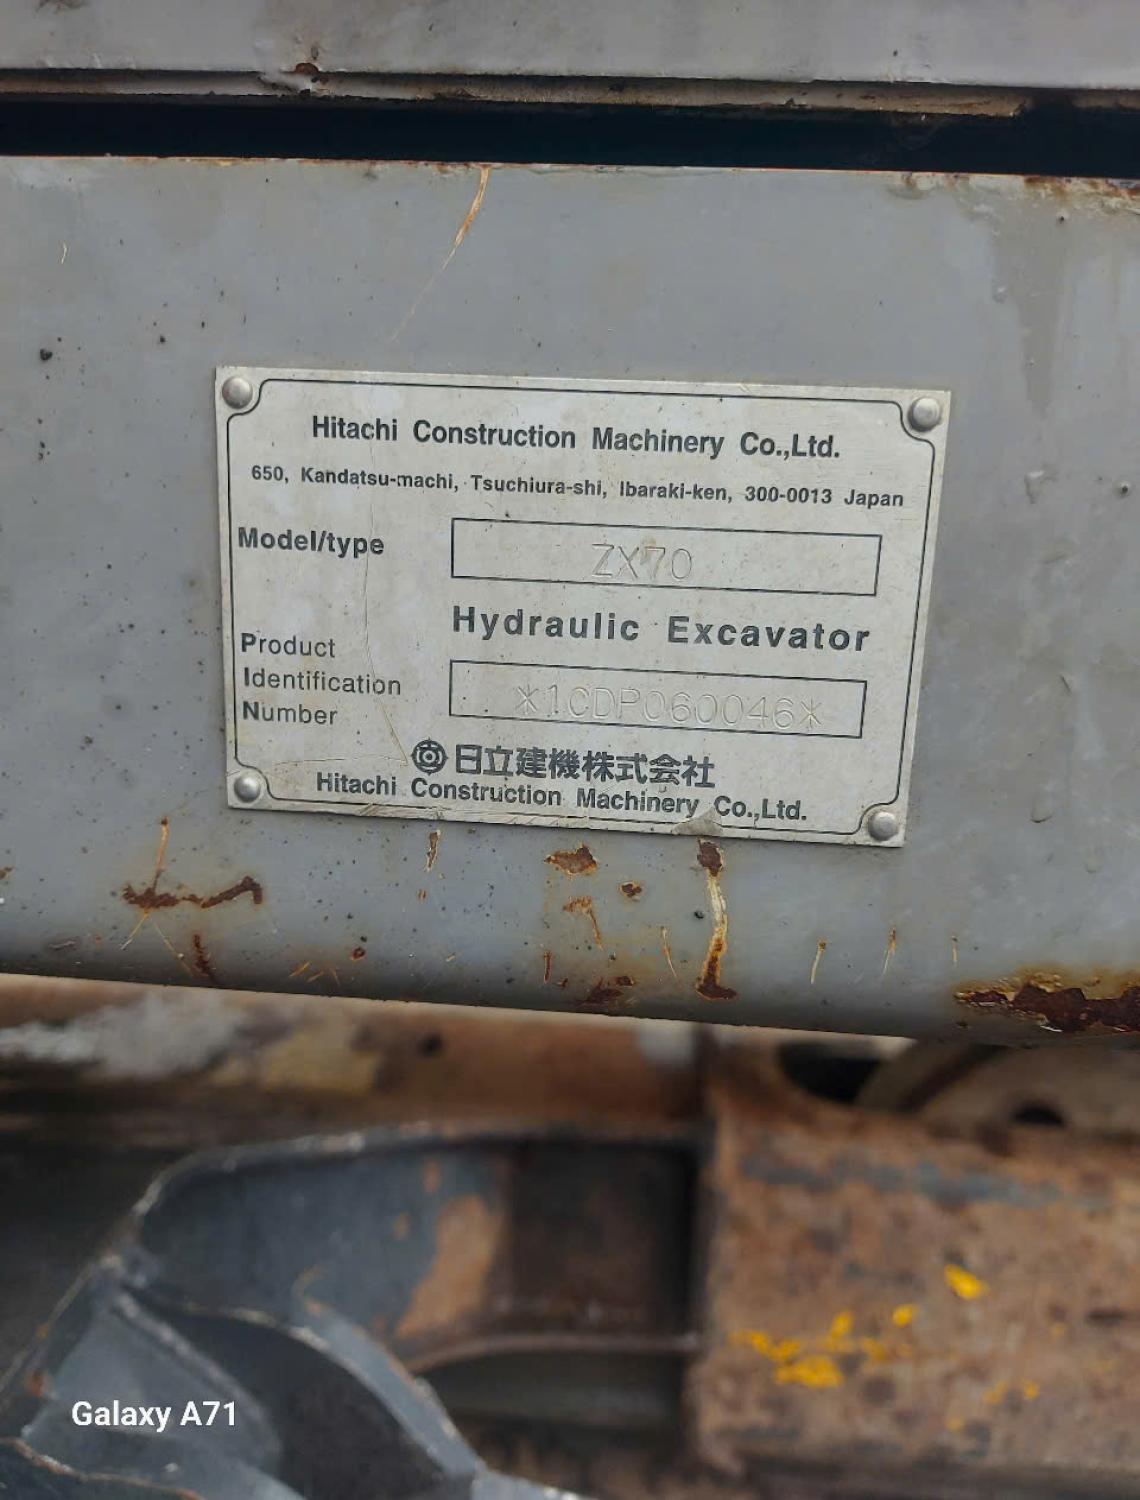 Hitachi Construction Machinery Co.,Ltd.
650, Kandatsu-machi, Tsuchiura-shi, Ibaraki-ken, 300-0013 Japan
Model/type
ZX70
Hydraulic Excavator
Product
Identification
Number
*1CDP060046*
日立建機株式会社
Hitachi Construction Machinery Co.,Ltd.
Galaxy A71